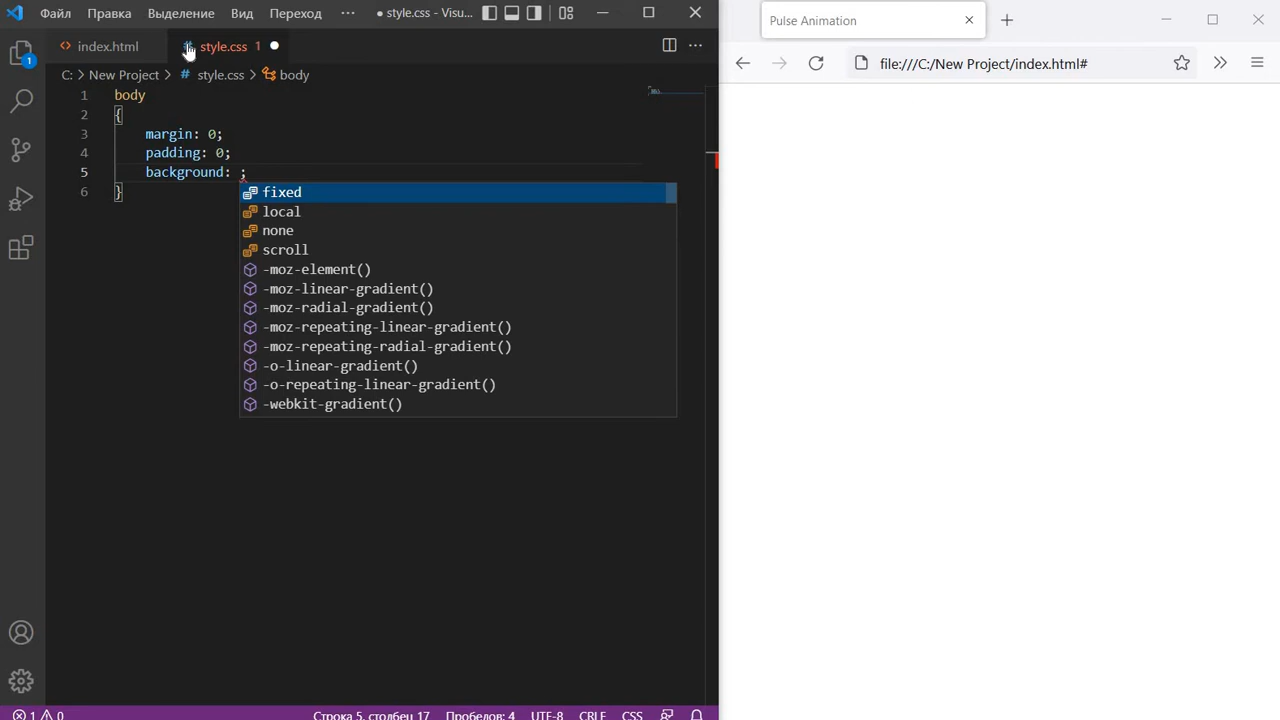 Файл Правка Выделение Вид Переход ··· ● style.css - Visu...
Pulse Animation
index.html
# style.css 1
file:///C:/New Project/index.html#
C: > New Project > # style.css > body
1 body
2 {
3 margin: 0;
4 padding: 0;
5 background: ;
6 }
fixed
local
none
scroll
-moz-element()
-moz-linear-gradient()
-moz-radial-gradient()
-moz-repeating-linear-gradient()
-moz-repeating-radial-gradient()
-o-linear-gradient()
-o-repeating-linear-gradient()
-webkit-gradient()
1
1 0 Строка 5, столбец 17 Пробелов: 4 UTF-8 CRLF CSS